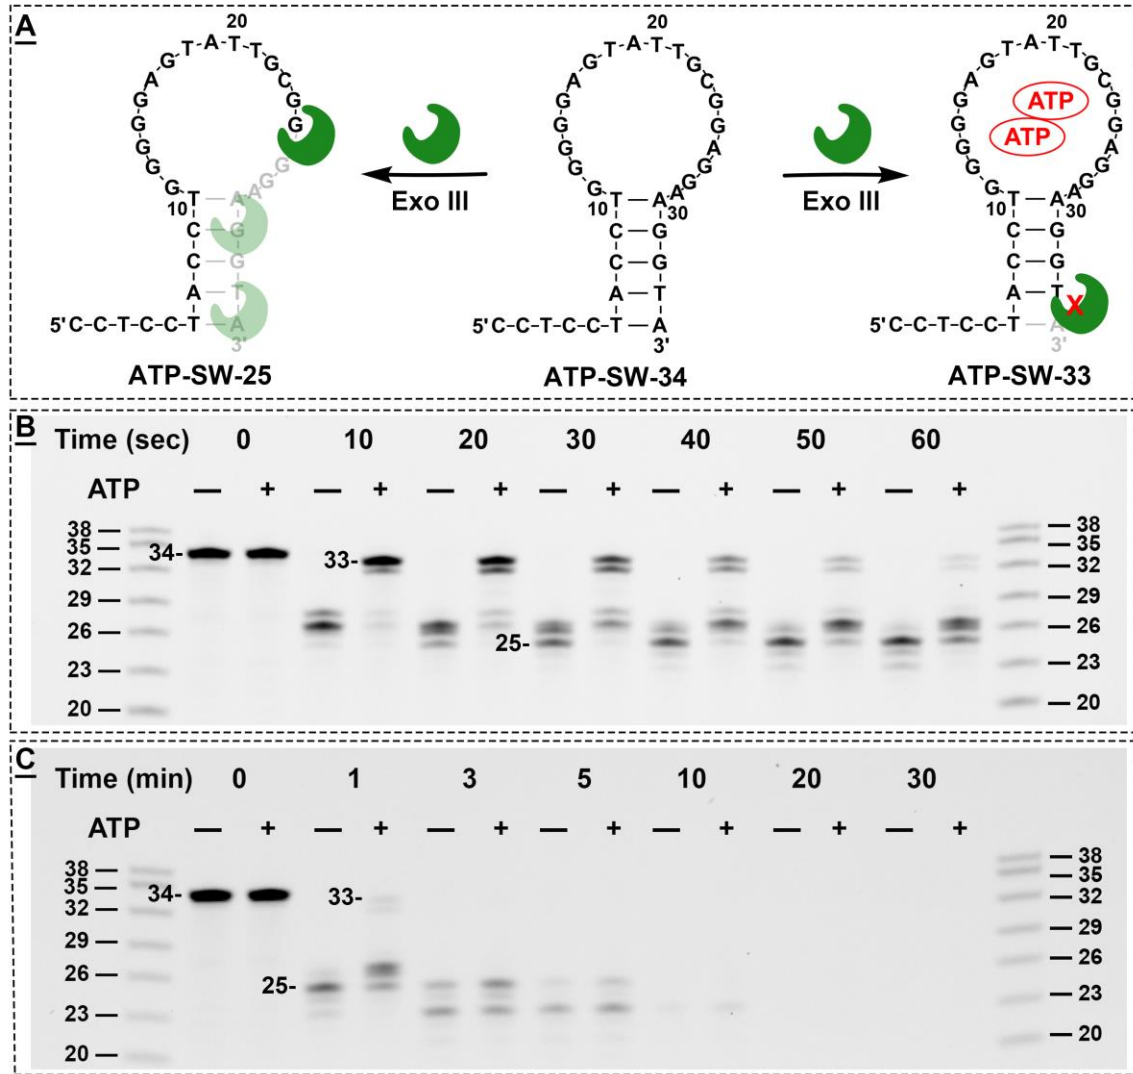 A
20
5'C-C-T-C-C-T-A-C-C-T-G-G-G-G-G-A-G-T-A-T-T-G-C-G-G
G-G-A-A-G-G-T-A
3'
10
Exo III
ATP-SW-25
20
5'C-C-T-C-C-T-A-C-C-T-G-G-G-G-G-A-G-T-A-T-T-G-C-G-G-A-G-G-A-A-G-G-T-A
3'
10
30
ATP-SW-34
Exo III
20
ATP
ATP
5'C-C-T-C-C-T-A-C-C-T-G-G-G-G-G-A-G-T-A-T-T-G-C-G-G-A-G-G-A-A-G-G-T
X
A
3'
10
30
ATP-SW-33
B
Time (sec) 0 10 20 30 40 50 60
ATP — + — + — + — + — + — + — +
38
35
32
29
26
23
20
34-
33-
25-
38
35
32
29
26
23
20
C
Time (min) 0 1 3 5 10 20 30
ATP — + — + — + — + — + — + — +
38
35
32
29
26
23
20
34-
33-
25-
38
35
32
29
26
23
20